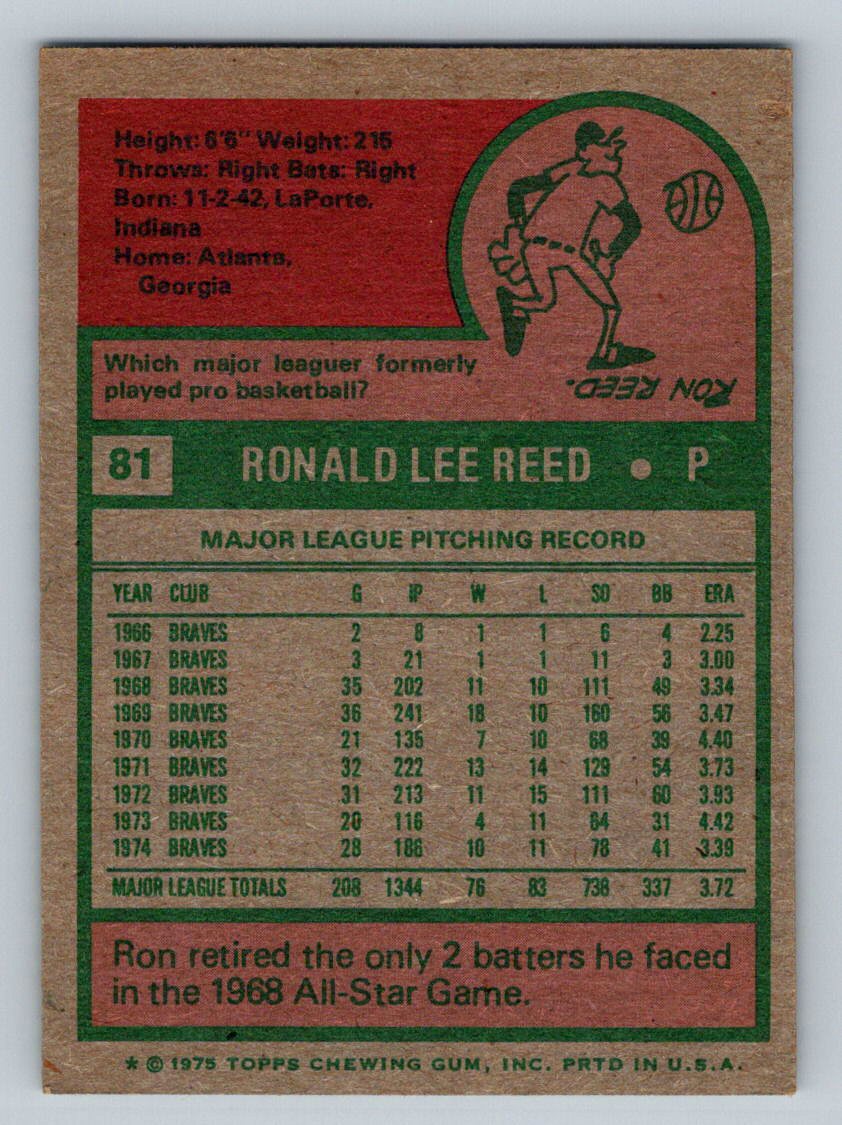 Height: 6'6" Weight: 215
Throws: Right Bats: Right
Born: 11-2-42, LaPorte,
Indiana
Home: Atlanta,
Georgia
Which major leaguer formerly
played pro basketball?
RON REED.
81 RONALD LEE REED • P
MAJOR LEAGUE PITCHING RECORD
YEAR CLUB G IP W L SO BB ERA
1966 BRAVES 2 8 1 1 6 4 2.25
1967 BRAVES 3 21 1 1 11 3 3.00
1968 BRAVES 35 202 11 10 111 49 3.34
1969 BRAVES 36 241 18 10 160 56 3.47
1970 BRAVES 21 135 7 10 68 39 4.40
1971 BRAVES 32 222 13 14 129 54 3.73
1972 BRAVES 31 213 11 15 111 60 3.93
1973 BRAVES 20 116 4 11 64 31 4.42
1974 BRAVES 28 186 10 11 78 41 3.39
MAJOR LEAGUE TOTALS 208 1344 76 83 738 337 3.72
Ron retired the only 2 batters he faced
in the 1968 All-Star Game.
* © 1975 TOPPS CHEWING GUM, INC. PRTD IN U.S.A.